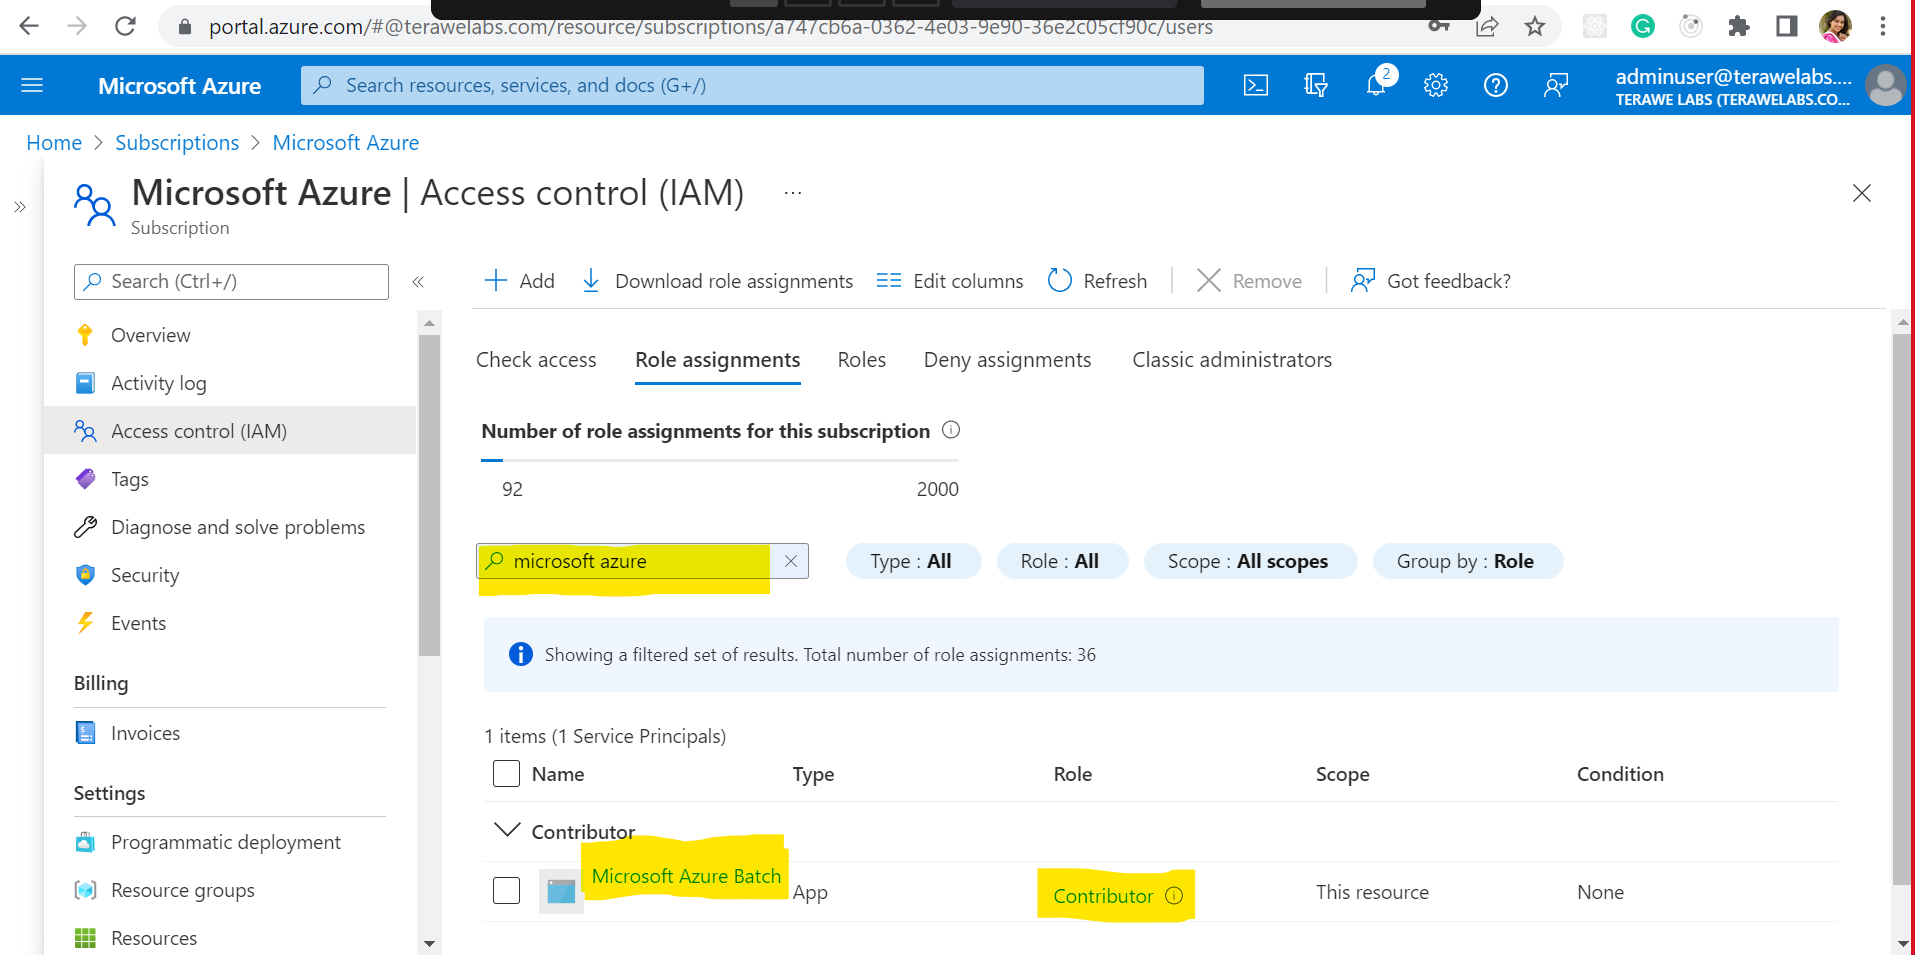 portal.azure.com/#@terawelabs.com/resource/subscriptions/a747cb6a-0362-4e03-9e90-36e2c05cf90c/users
Microsoft Azure
Search resources, services, and docs (G+/)
2
adminuser@terawelabs....
TERAWE LABS (TERAWELABS.CO...
Home > Subscriptions > Microsoft Azure
Microsoft Azure | Access control (IAM) ...
Subscription
Search (Ctrl+/)
Add
Download role assignments
Edit columns
Refresh
Remove
Got feedback?
Overview
Activity log
Access control (IAM)
Tags
Diagnose and solve problems
Security
Events
Billing
Invoices
Settings
Programmatic deployment
Resource groups
Resources
Check access
Role assignments
Roles
Deny assignments
Classic administrators
Number of role assignments for this subscription
92
2000
microsoft azure
Type : All
Role : All
Scope : All scopes
Group by : Role
Showing a filtered set of results. Total number of role assignments: 36
1 items (1 Service Principals)
Name
Type
Role
Scope
Condition
Contributor
Microsoft Azure Batch
App
Contributor
This resource
None